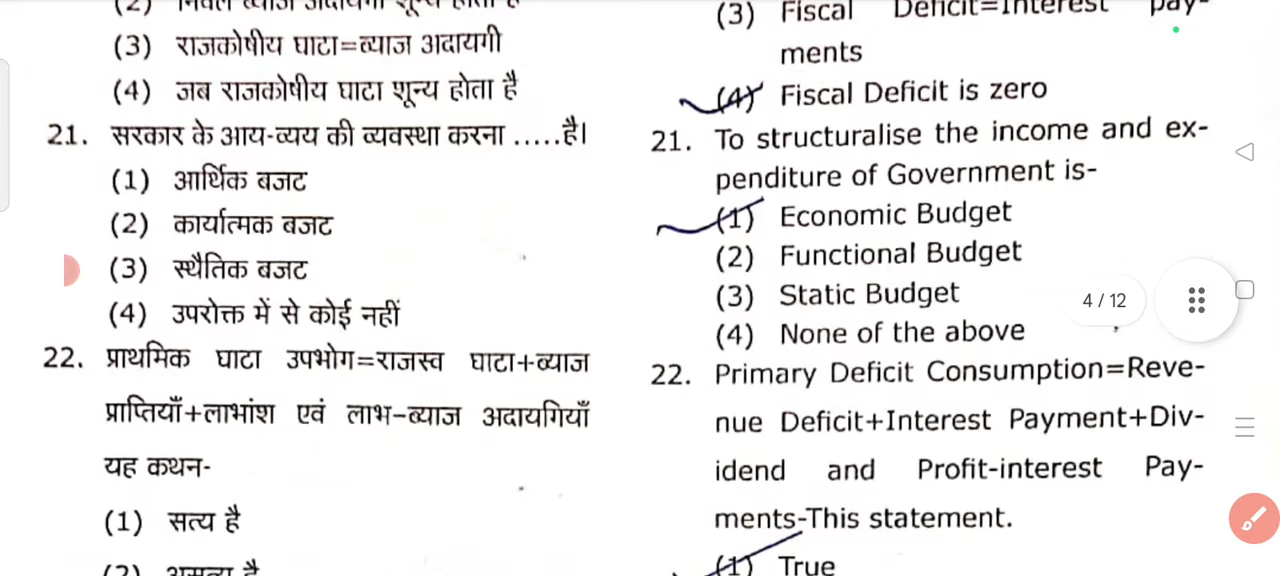 (3) राजकोषीय घाटा=ब्याज अदायगी
(4) जब राजकोषीय घाटा शून्य होता है
21. सरकार के आय-व्यय की व्यवस्था करना .....है।
(1) आर्थिक बजट
(2) कार्यात्मक बजट
(3) स्थैतिक बजट
(4) उपरोक्त में से कोई नहीं
22. प्राथमिक घाटा उपभोग=राजस्व घाटा+ब्याज
प्राप्तियाँ+लाभांश एवं लाभ-ब्याज अदायगियाँ
यह कथन-
(1) सत्य है
(2) असत्य है
(3) Fiscal Deficit=Interest pay-
ments
(4) Fiscal Deficit is zero
21. To structuralise the income and ex-
penditure of Government is-
(1) Economic Budget
(2) Functional Budget
(3) Static Budget
(4) None of the above
22. Primary Deficit Consumption=Reve-
nue Deficit+Interest Payment+Div-
idend and Profit-interest Pay-
ments-This statement.
(1) True
4 / 12